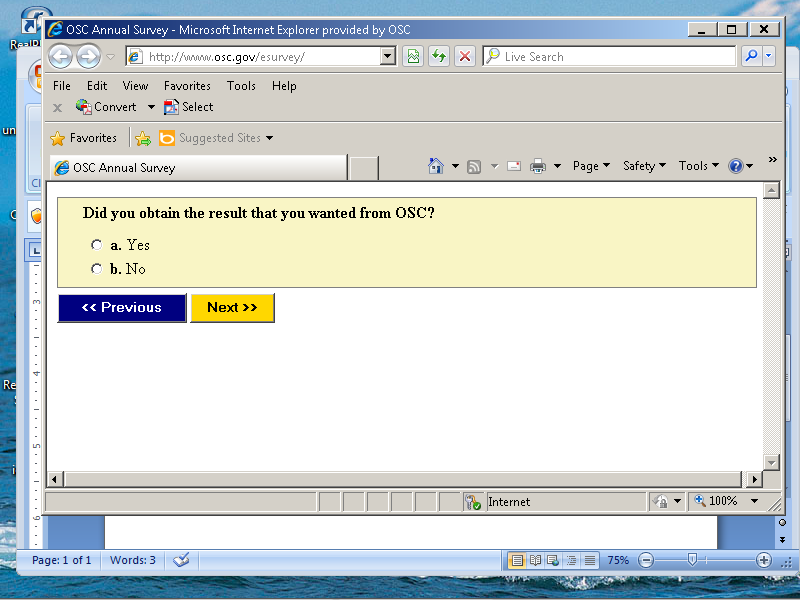 OSC Annual Survey - Microsoft Internet Explorer provided by OSC
http://www.osc.gov/esurvey/
Live Search
File Edit View Favorites Tools Help
x Convert Select
Favorites Suggested Sites
OSC Annual Survey
Page Safety Tools
Did you obtain the result that you wanted from OSC?
a. Yes
b. No
<< Previous Next >>
Internet 100%
Page: 1 of 1 Words: 3 75%